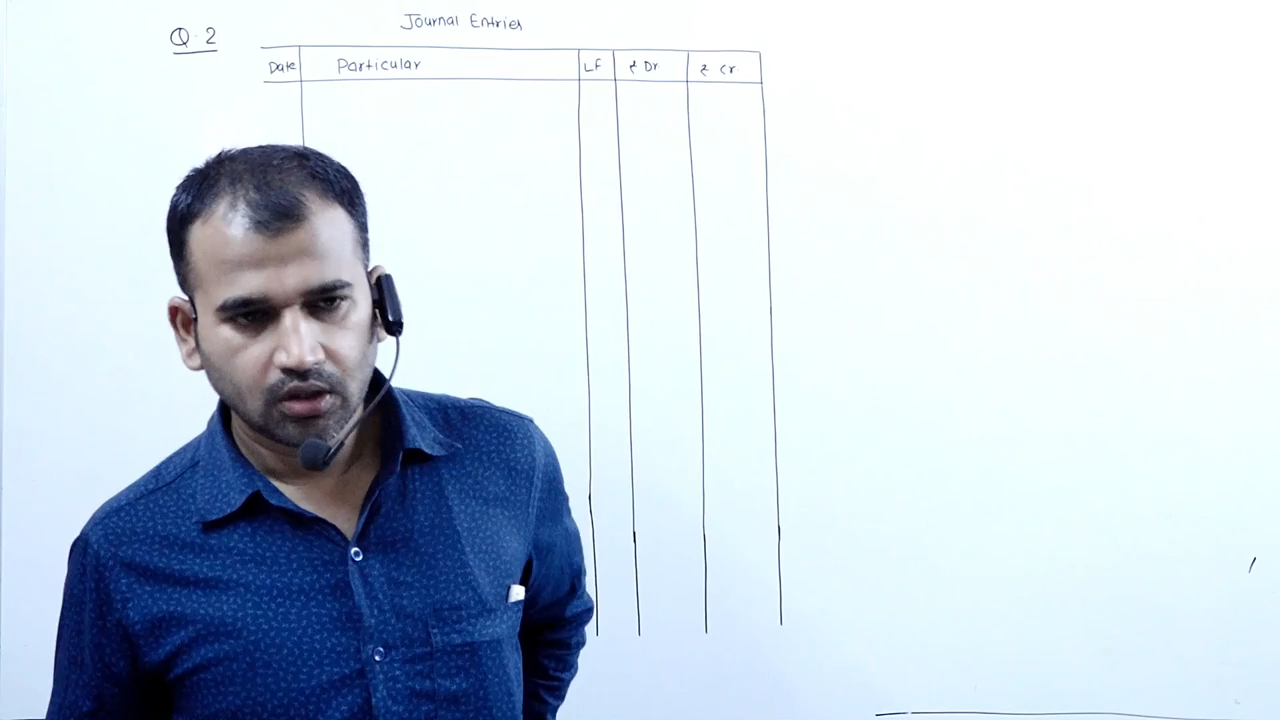 Journal Entries
Q.2
Date Particular LF ₹ Dr. ₹ Cr.